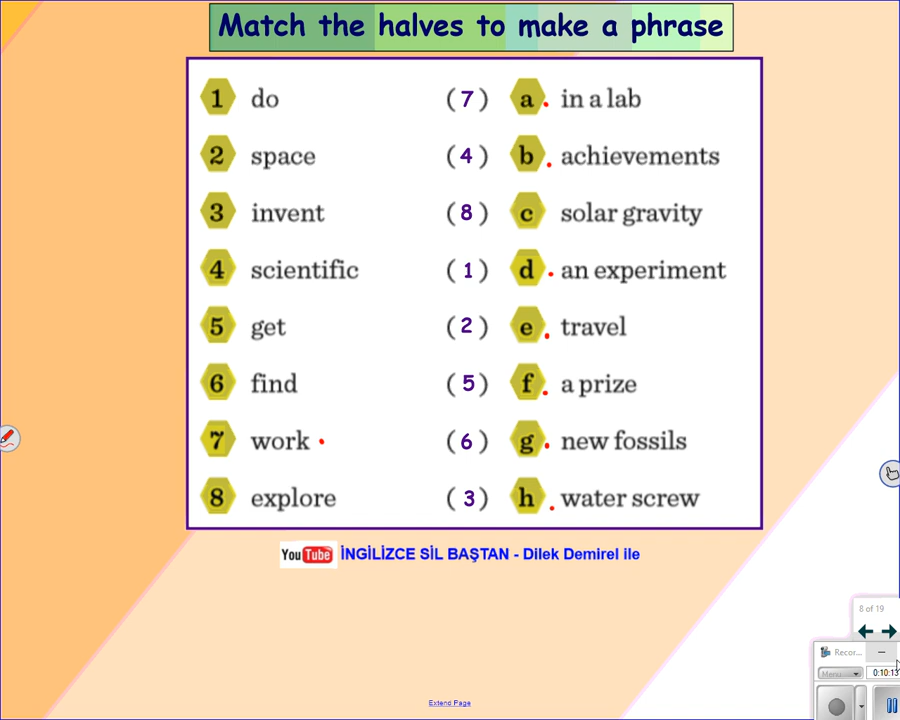 Match the halves to make a phrase
1 do (7) a. in a lab
2 space (4) b. achievements
3 invent (8) c solar gravity
4 scientific (1) d. an experiment
5 get (2) e. travel
6 find (5) f. a prize
7 work (6) g. new fossils
8 explore (3) h. water screw
YouTube İNGİLİZCE SİL BAŞTAN - Dilek Demirel ile
8 of 19
Recor...
Menu... 0:10:13
Extend Page